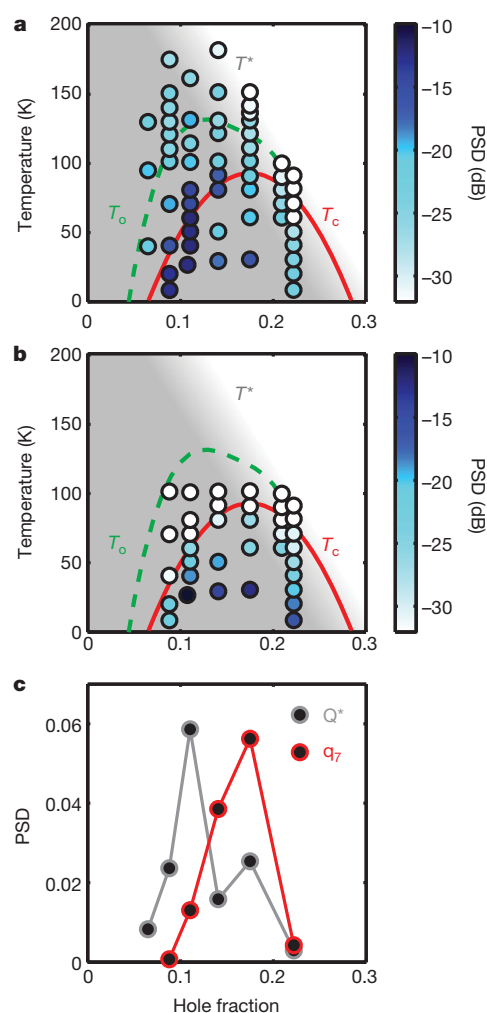 a
200
150
100
50
0
Temperature (K)
T*
To
Tc
0
0.1
0.2
0.3
−10
−15
−20
−25
−30
PSD (dB)
b
200
150
100
50
0
Temperature (K)
T*
To
Tc
0
0.1
0.2
0.3
−10
−15
−20
−25
−30
PSD (dB)
c
0.06
0.04
0.02
0
PSD
Q*
q7
0
0.1
0.2
0.3
Hole fraction